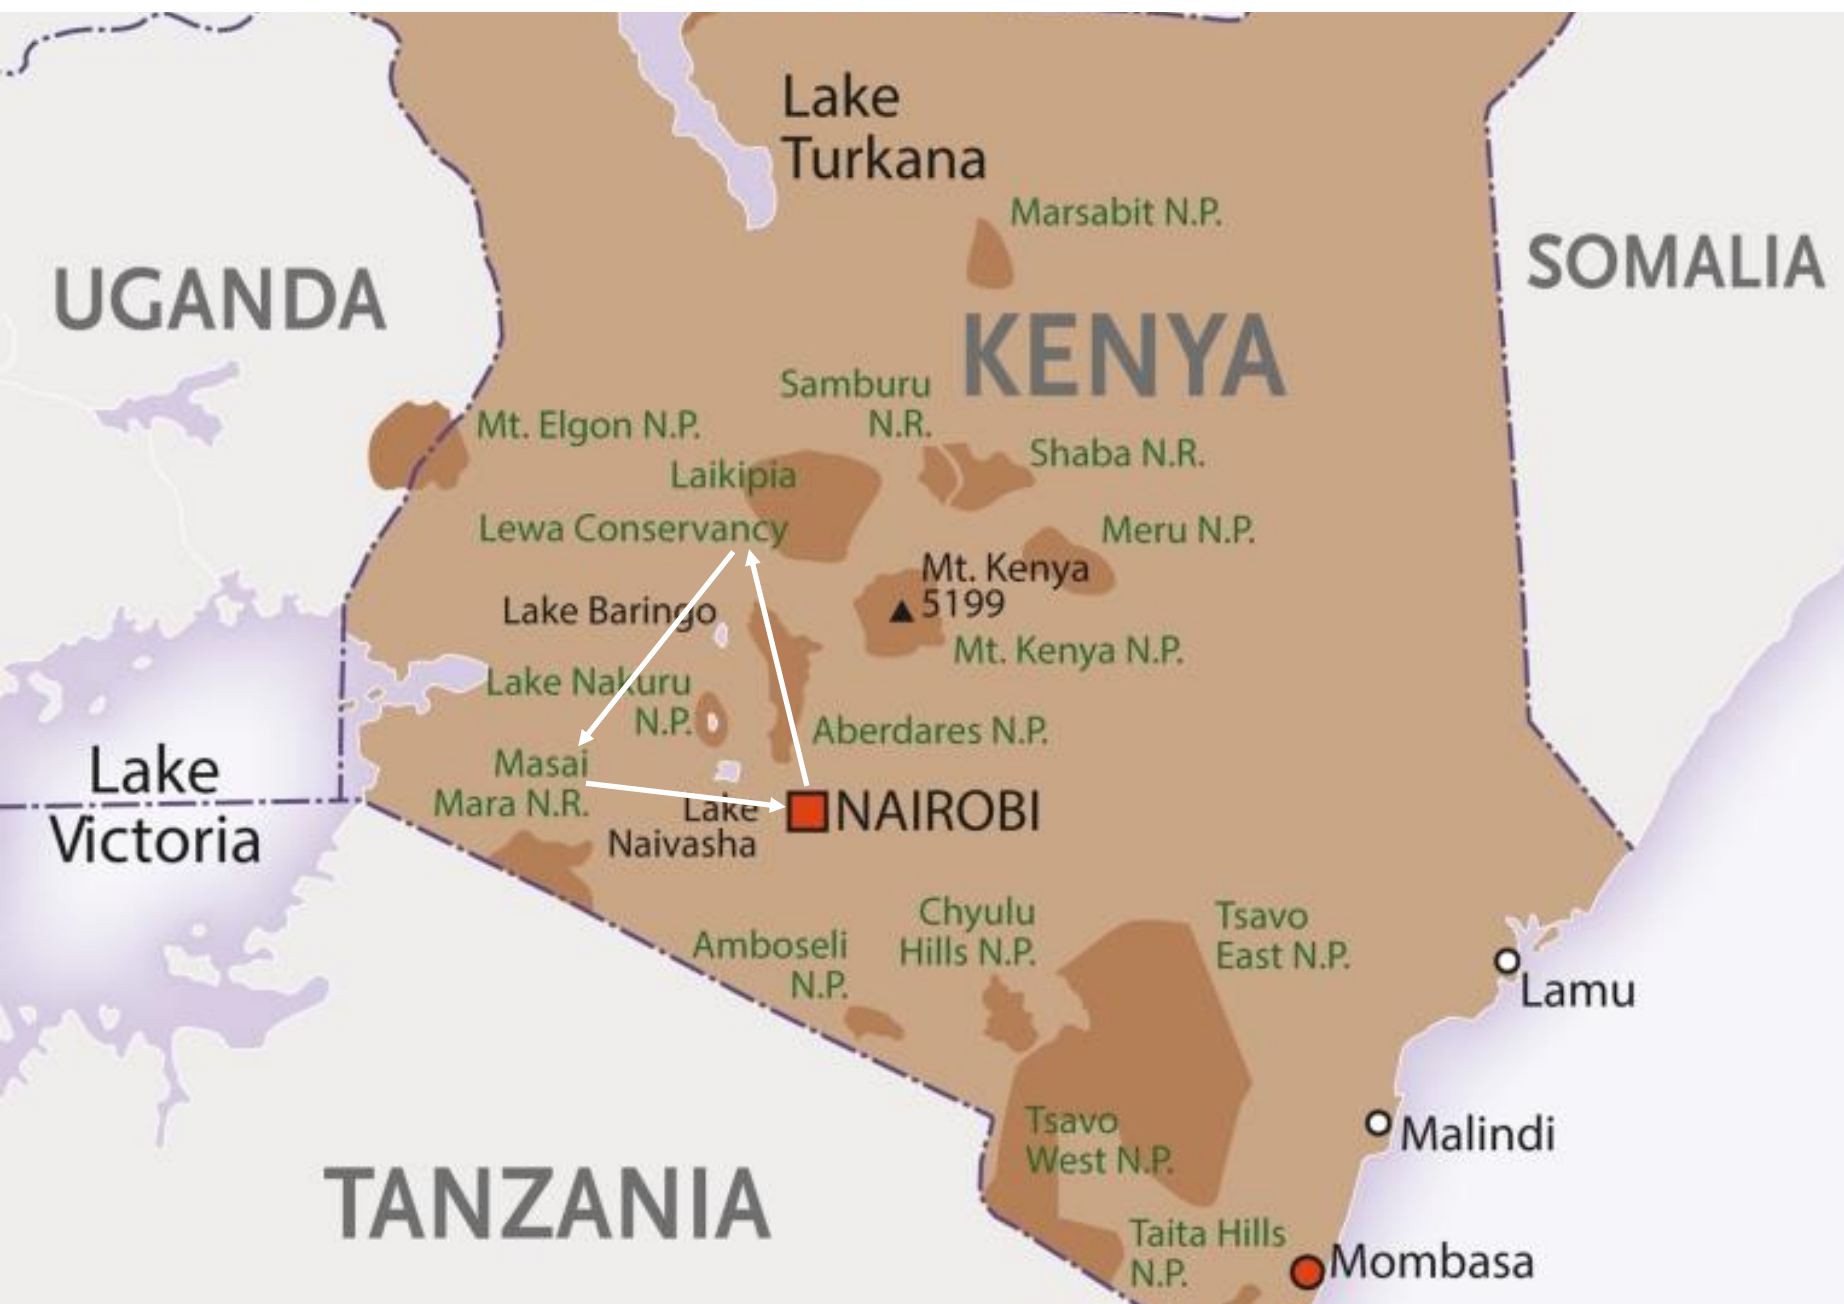 Lake
Turkana
Marsabit N.P.
UGANDA
SOMALIA
KENYA
Samburu
N.R.
Mt. Elgon N.P.
Shaba N.R.
Laikipia
Lewa Conservancy
Meru N.P.
Mt. Kenya
5199
Lake Baringo
Mt. Kenya N.P.
Lake Nakuru
N.P.
Aberdares N.P.
Masai
Mara N.R.
Lake
Victoria
Lake
Naivasha
NAIROBI
Chyulu
Hills N.P.
Tsavo
East N.P.
Amboseli
N.P.
Lamu
Tsavo
West N.P.
Malindi
TANZANIA
Taita Hills
N.P.
Mombasa